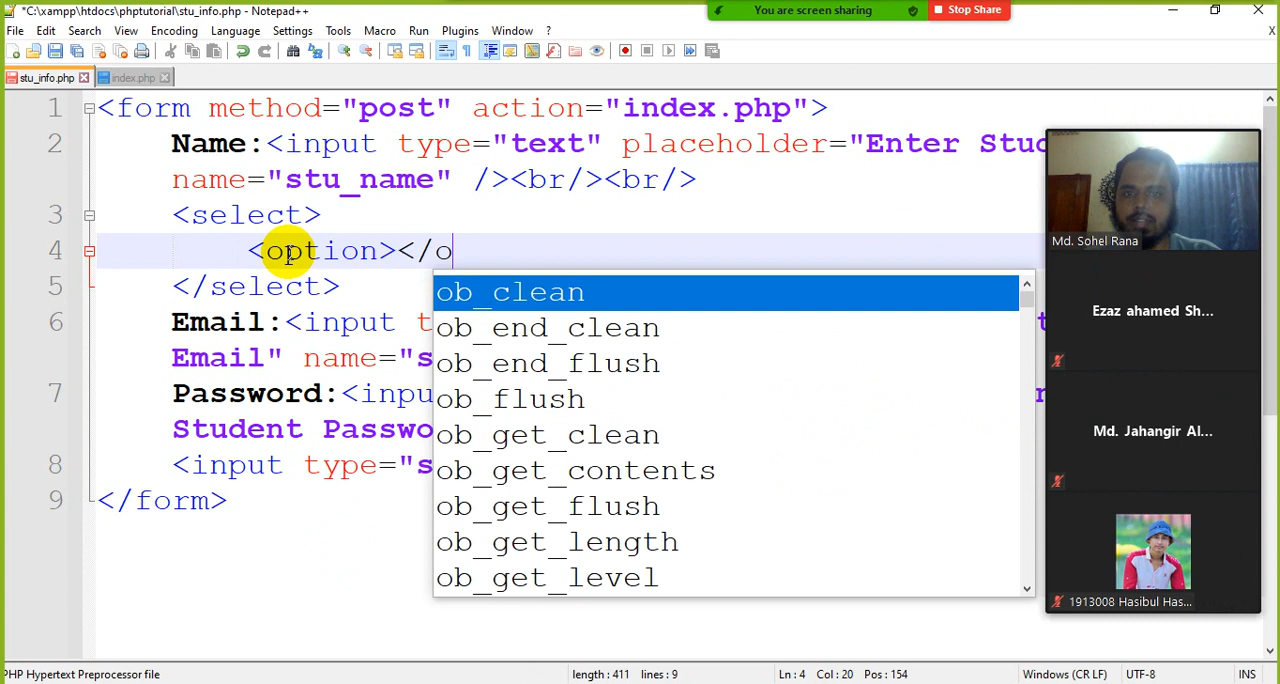 *C:\xampp\htdocs\phptutorial\stu_info.php - Notepad++
You are screen sharing
Stop Share
File Edit Search View Encoding Language Settings Tools Macro Run Plugins Window ?
X
stu_info.php
index.php
1 <form method="post" action="index.php">
2 Name:<input type="text" placeholder="Enter Stu
name="stu_name" /><br/><br/>
3 <select>
4 <option></o
5 </select>
6 Email:<input t
Email" name="s
7 Password:<inpu
Student Passwo
8 <input type="s
9 </form>
ob_clean
ob_end_clean
ob_end_flush
ob_flush
ob_get_clean
ob_get_contents
ob_get_flush
ob_get_length
ob_get_level
Md. Sohel Rana
Ezaz ahamed Sh...
Md. Jahangir Al...
1913008 Hasibul Has...
PHP Hypertext Preprocessor file
length : 411 lines : 9
Ln : 4 Col : 20 Pos : 154
Windows (CR LF)
UTF-8
INS